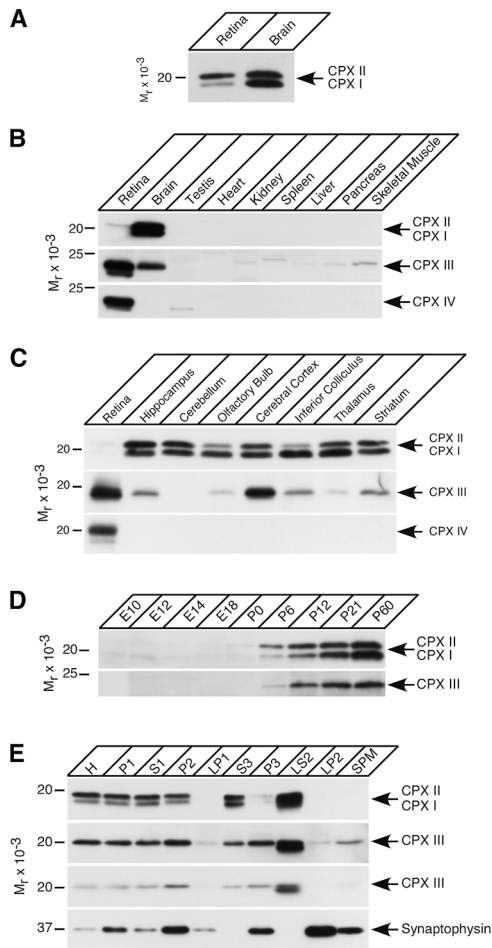 A
Retina
Brain
Mr x 10-3
20
CPX II
CPX I
B
Retina
Brain
Testis
Heart
Kidney
Spleen
Liver
Pancreas
Skeletal Muscle
Mr x 10-3
20
CPX II
CPX I
25
CPX III
25
CPX IV
C
Retina
Hippocampus
Cerebellum
Olfactory Bulb
Cerebral Cortex
Inferior Colliculus
Thalamus
Striatum
Mr x 10-3
20
CPX II
CPX I
20
CPX III
20
CPX IV
D
E10
E12
E14
E18
P0
P6
P12
P21
P60
Mr x 10-3
20
CPX II
CPX I
25
CPX III
E
H
P1
S1
P2
LP1
S3
P3
LS2
LP2
SPM
Mr x 10-3
20
CPX II
CPX I
20
CPX III
20
CPX III
37
Synaptophysin